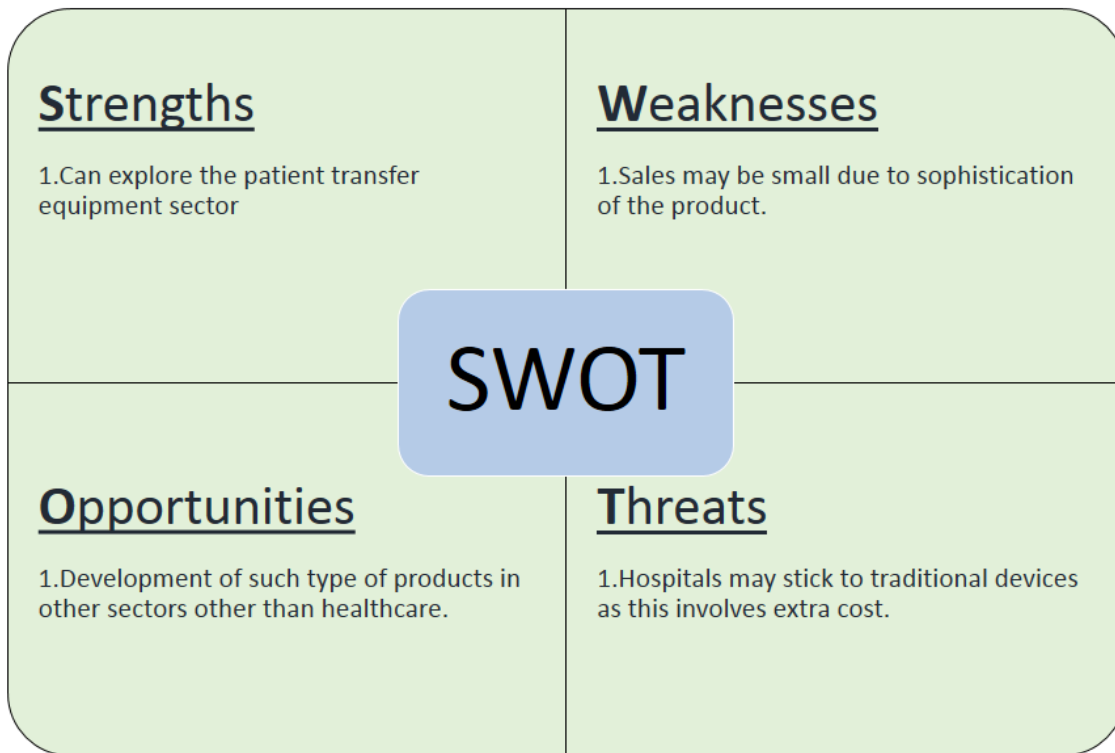 Strengths
1.Can explore the patient transfer
equipment sector
Weaknesses
1.Sales may be small due to sophistication
of the product.
SWOT
Opportunities
1.Development of such type of products in
other sectors other than healthcare.
Threats
1.Hospitals may stick to traditional devices
as this involves extra cost.